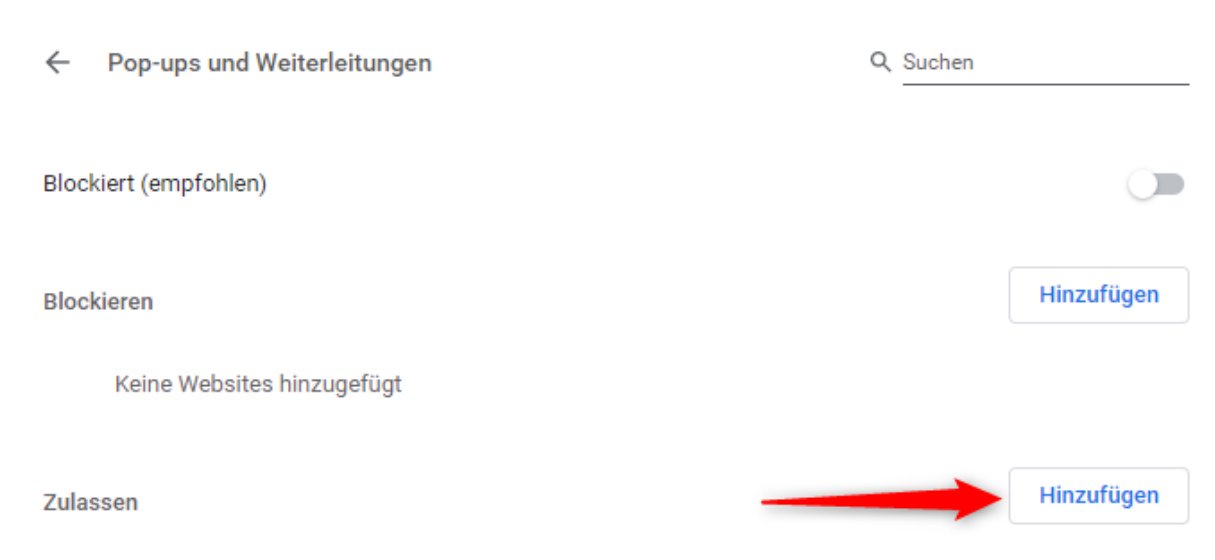 Pop-ups und Weiterleitungen
Suchen
Blockiert (empfohlen)
Blockieren
Hinzufügen
Keine Websites hinzugefügt
Zulassen
Hinzufügen